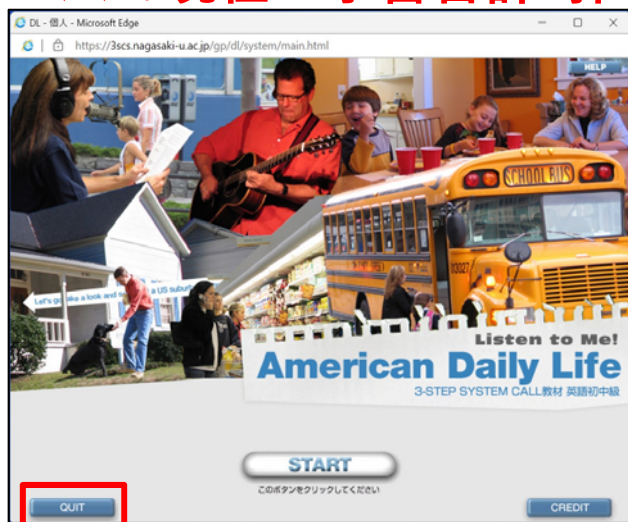 DL - 個人 - Microsoft Edge
https://3scs.nagasaki-u.ac.jp/gp/dl/system/main.html
HELP
SCHOOL BUS
13027
Let's go take a look and
a US suburb
Listen to Me!
American Daily Life
3-STEP SYSTEM CALL教材 英語初中級
START
このボタンをクリックしてください
QUIT
CREDIT